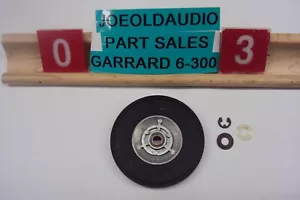 JOEOLDAUDIO
0 PART SALES 3
GARRARD 6-300